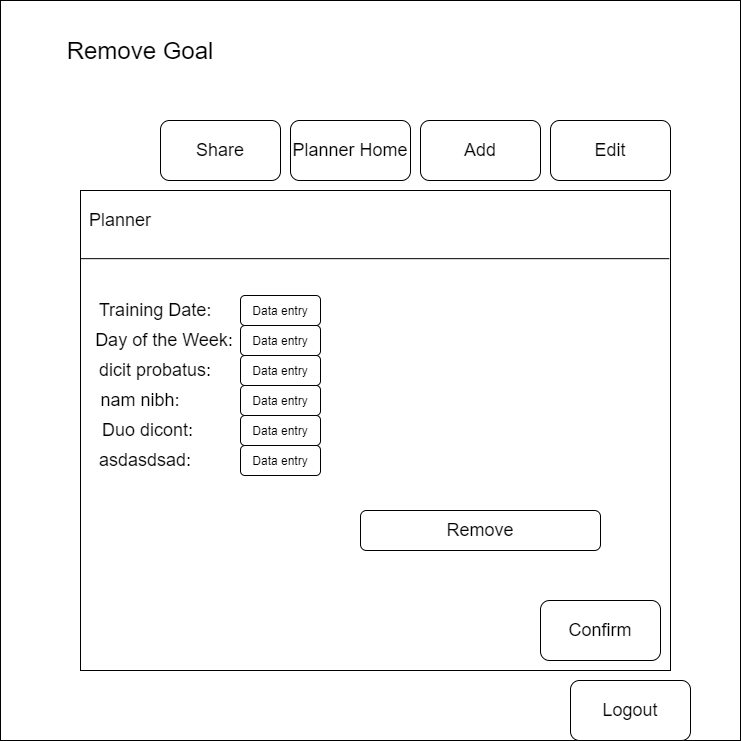 Remove Goal
Share Planner Home Add Edit
Planner
Training Date: Data entry
Day of the Week: Data entry
dicit probatus: Data entry
nam nibh: Data entry
Duo dicont: Data entry
asdasdsad: Data entry
Remove
Confirm
Logout